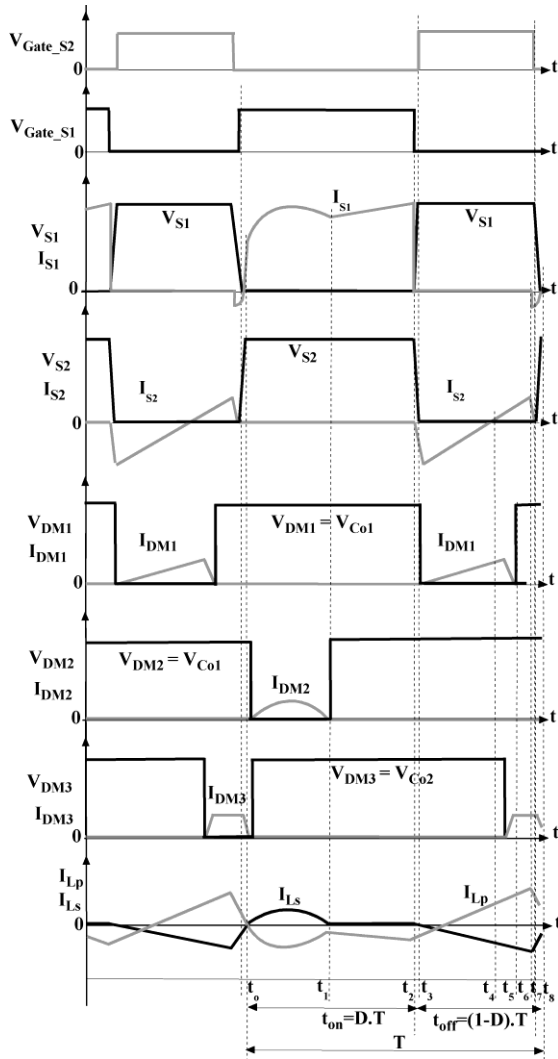 V_Gate_S2
0
t
V_Gate_S1
0
t
V_S1
I_S1
V_S1
I_S1
V_S1
0
t
V_S2
I_S2
I_S2
V_S2
I_S2
0
t
V_DM1
I_DM1
I_DM1
V_DM1 = V_Co1
I_DM1
0
t
V_DM2
I_DM2
V_DM2 = V_Co1
I_DM2
0
t
V_DM3
I_DM3
I_DM3
V_DM3 = V_Co2
0
t
I_Lp
I_Ls
I_Ls
I_Lp
0
t
t_o t_1 t_2 t_3 t_4 t_5 t_6 t_7 t_8
t_on=D.T t_off=(1-D).T
T